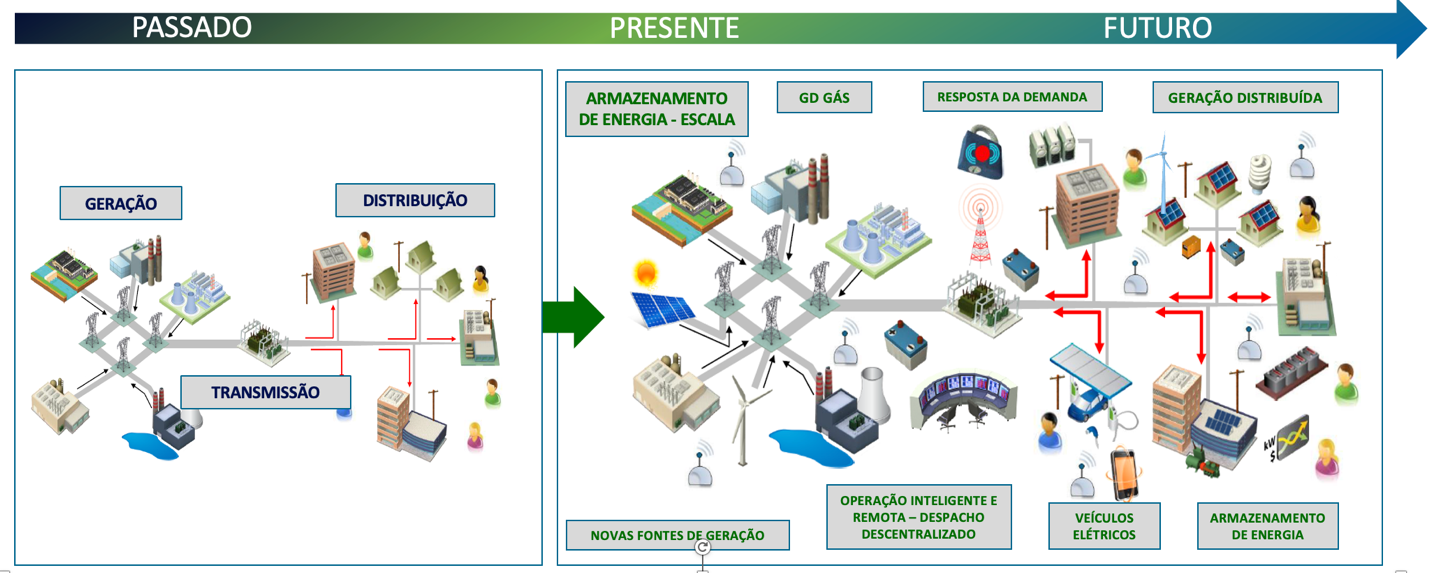 PASSADO
PRESENTE
FUTURO
GERAÇÃO
DISTRIBUIÇÃO
TRANSMISSÃO
ARMAZENAMENTO
DE ENERGIA - ESCALA
GD GÁS
RESPOSTA DA DEMANDA
GERAÇÃO DISTRIBUÍDA
kW
$
NOVAS FONTES DE GERAÇÃO
OPERAÇÃO INTELIGENTE E
REMOTA – DESPACHO
DESCENTRALIZADO
VEÍCULOS
ELÉTRICOS
ARMAZENAMENTO
DE ENERGIA